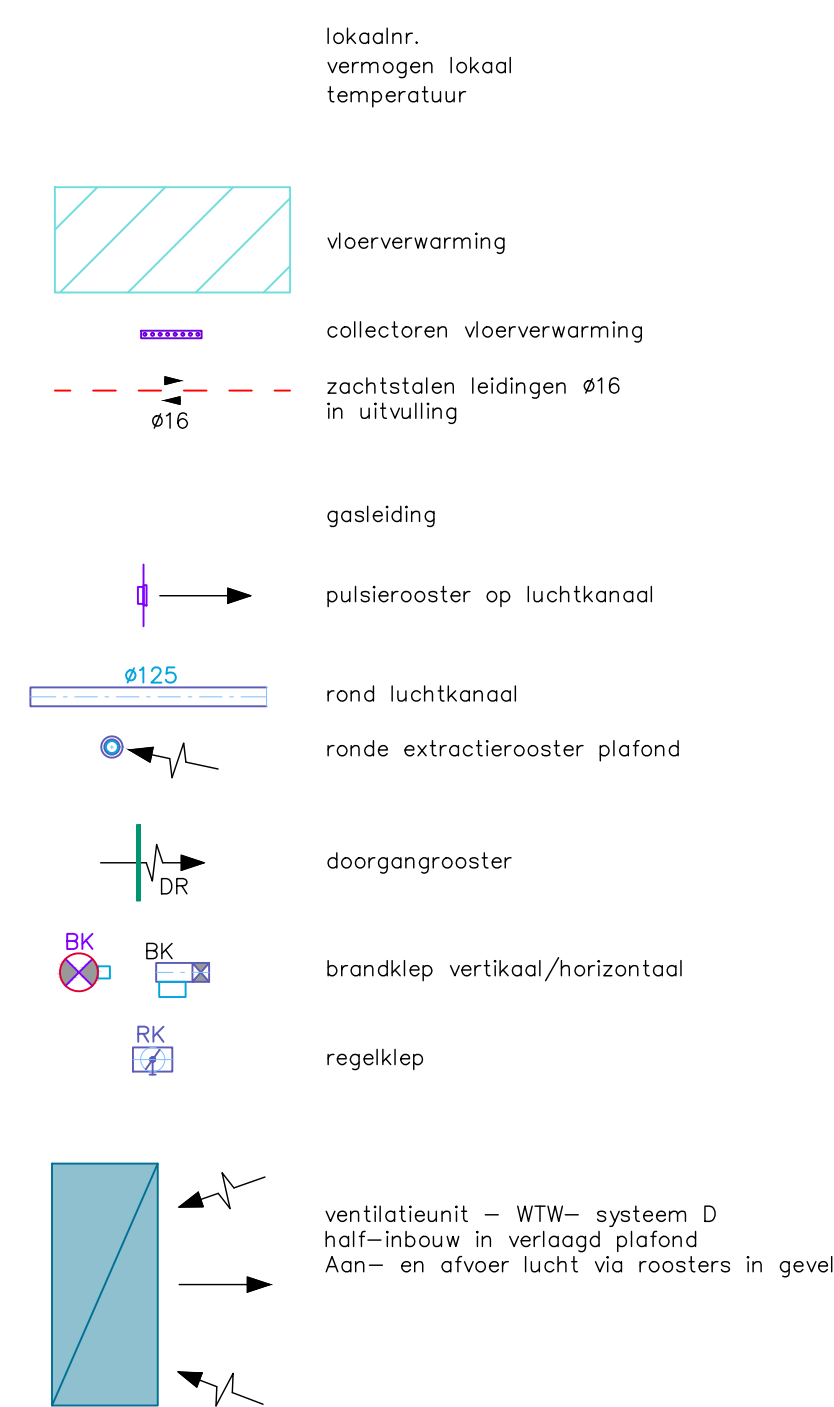 lokaalnr.
vermogen lokaal
temperatuur
vloerverwarming
collectoren vloerverwarming
zachtstalen leidingen ø16
in uitvulling
ø16
gasleiding
pulsierooster op luchtkanaal
ø125
rond luchtkanaal
ronde extractierooster plafond
doorgangrooster
DR
BK
BK
brandklep vertikaal/horizontaal
RK
regelklep
ventilatieunit – WTW– systeem D
half–inbouw in verlaagd plafond
Aan– en afvoer lucht via roosters in gevel